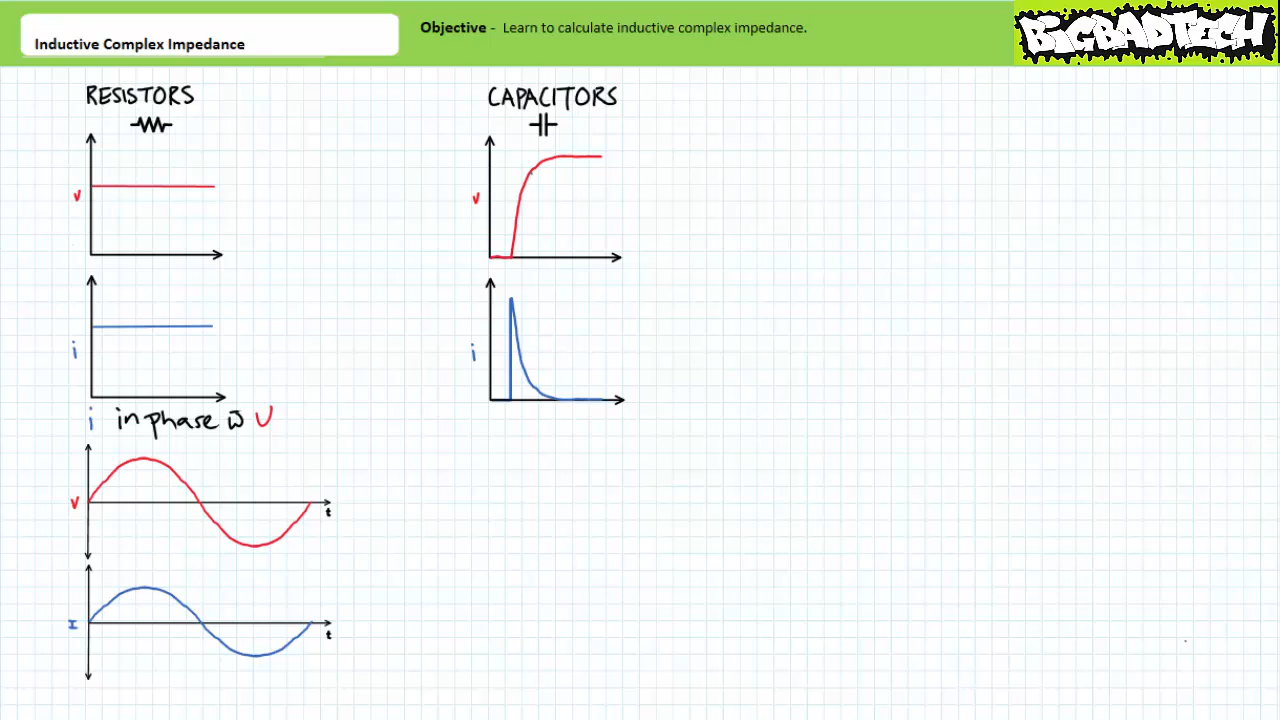 Inductive Complex Impedance
Objective - Learn to calculate inductive complex impedance.
BIGBADTECH
RESISTORS
v
i
i in phase w̄ v
v
t
I
t
CAPACITORS
v
i